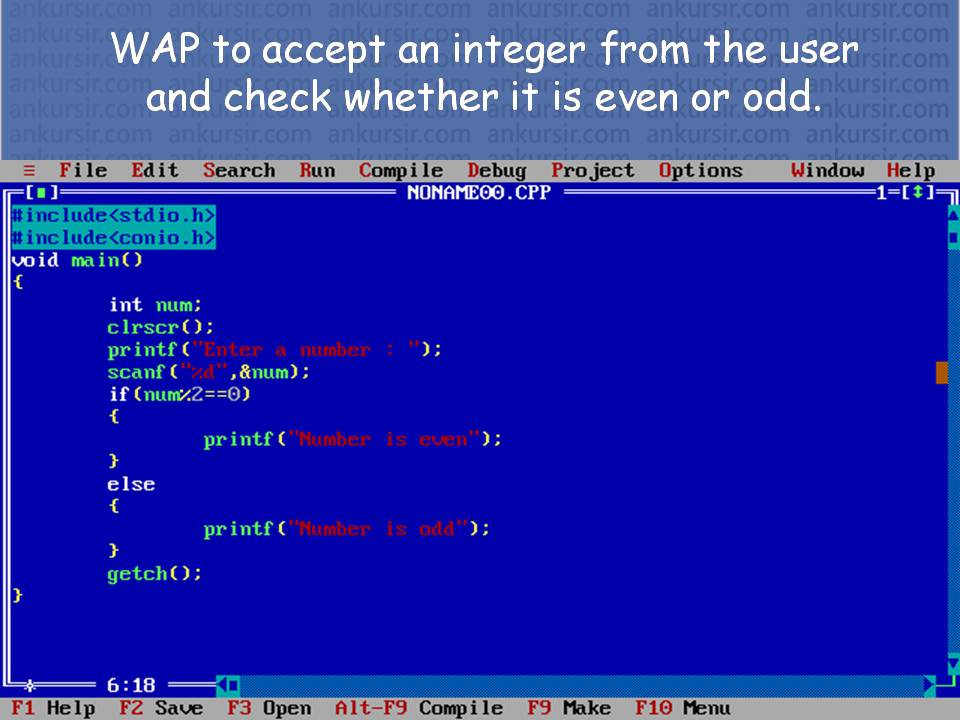 ankursir.com ankursir.com ankursir.com ankursir.com ankursir.com ankursir.com
WAP to accept an integer from the user
and check whether it is even or odd.
≡ File Edit Search Run Compile Debug Project Options Window Help
[■] NONAME00.CPP 1=[↕]
#include<stdio.h>
#include<conio.h>
void main()
{
int num;
clrscr();
printf("Enter a number : ");
scanf("%d",&num);
if(num%2==0)
{
printf("Number is even");
}
else
{
printf("Number is odd");
}
getch();
}
6:18
F1 Help F2 Save F3 Open Alt-F9 Compile F9 Make F10 Menu